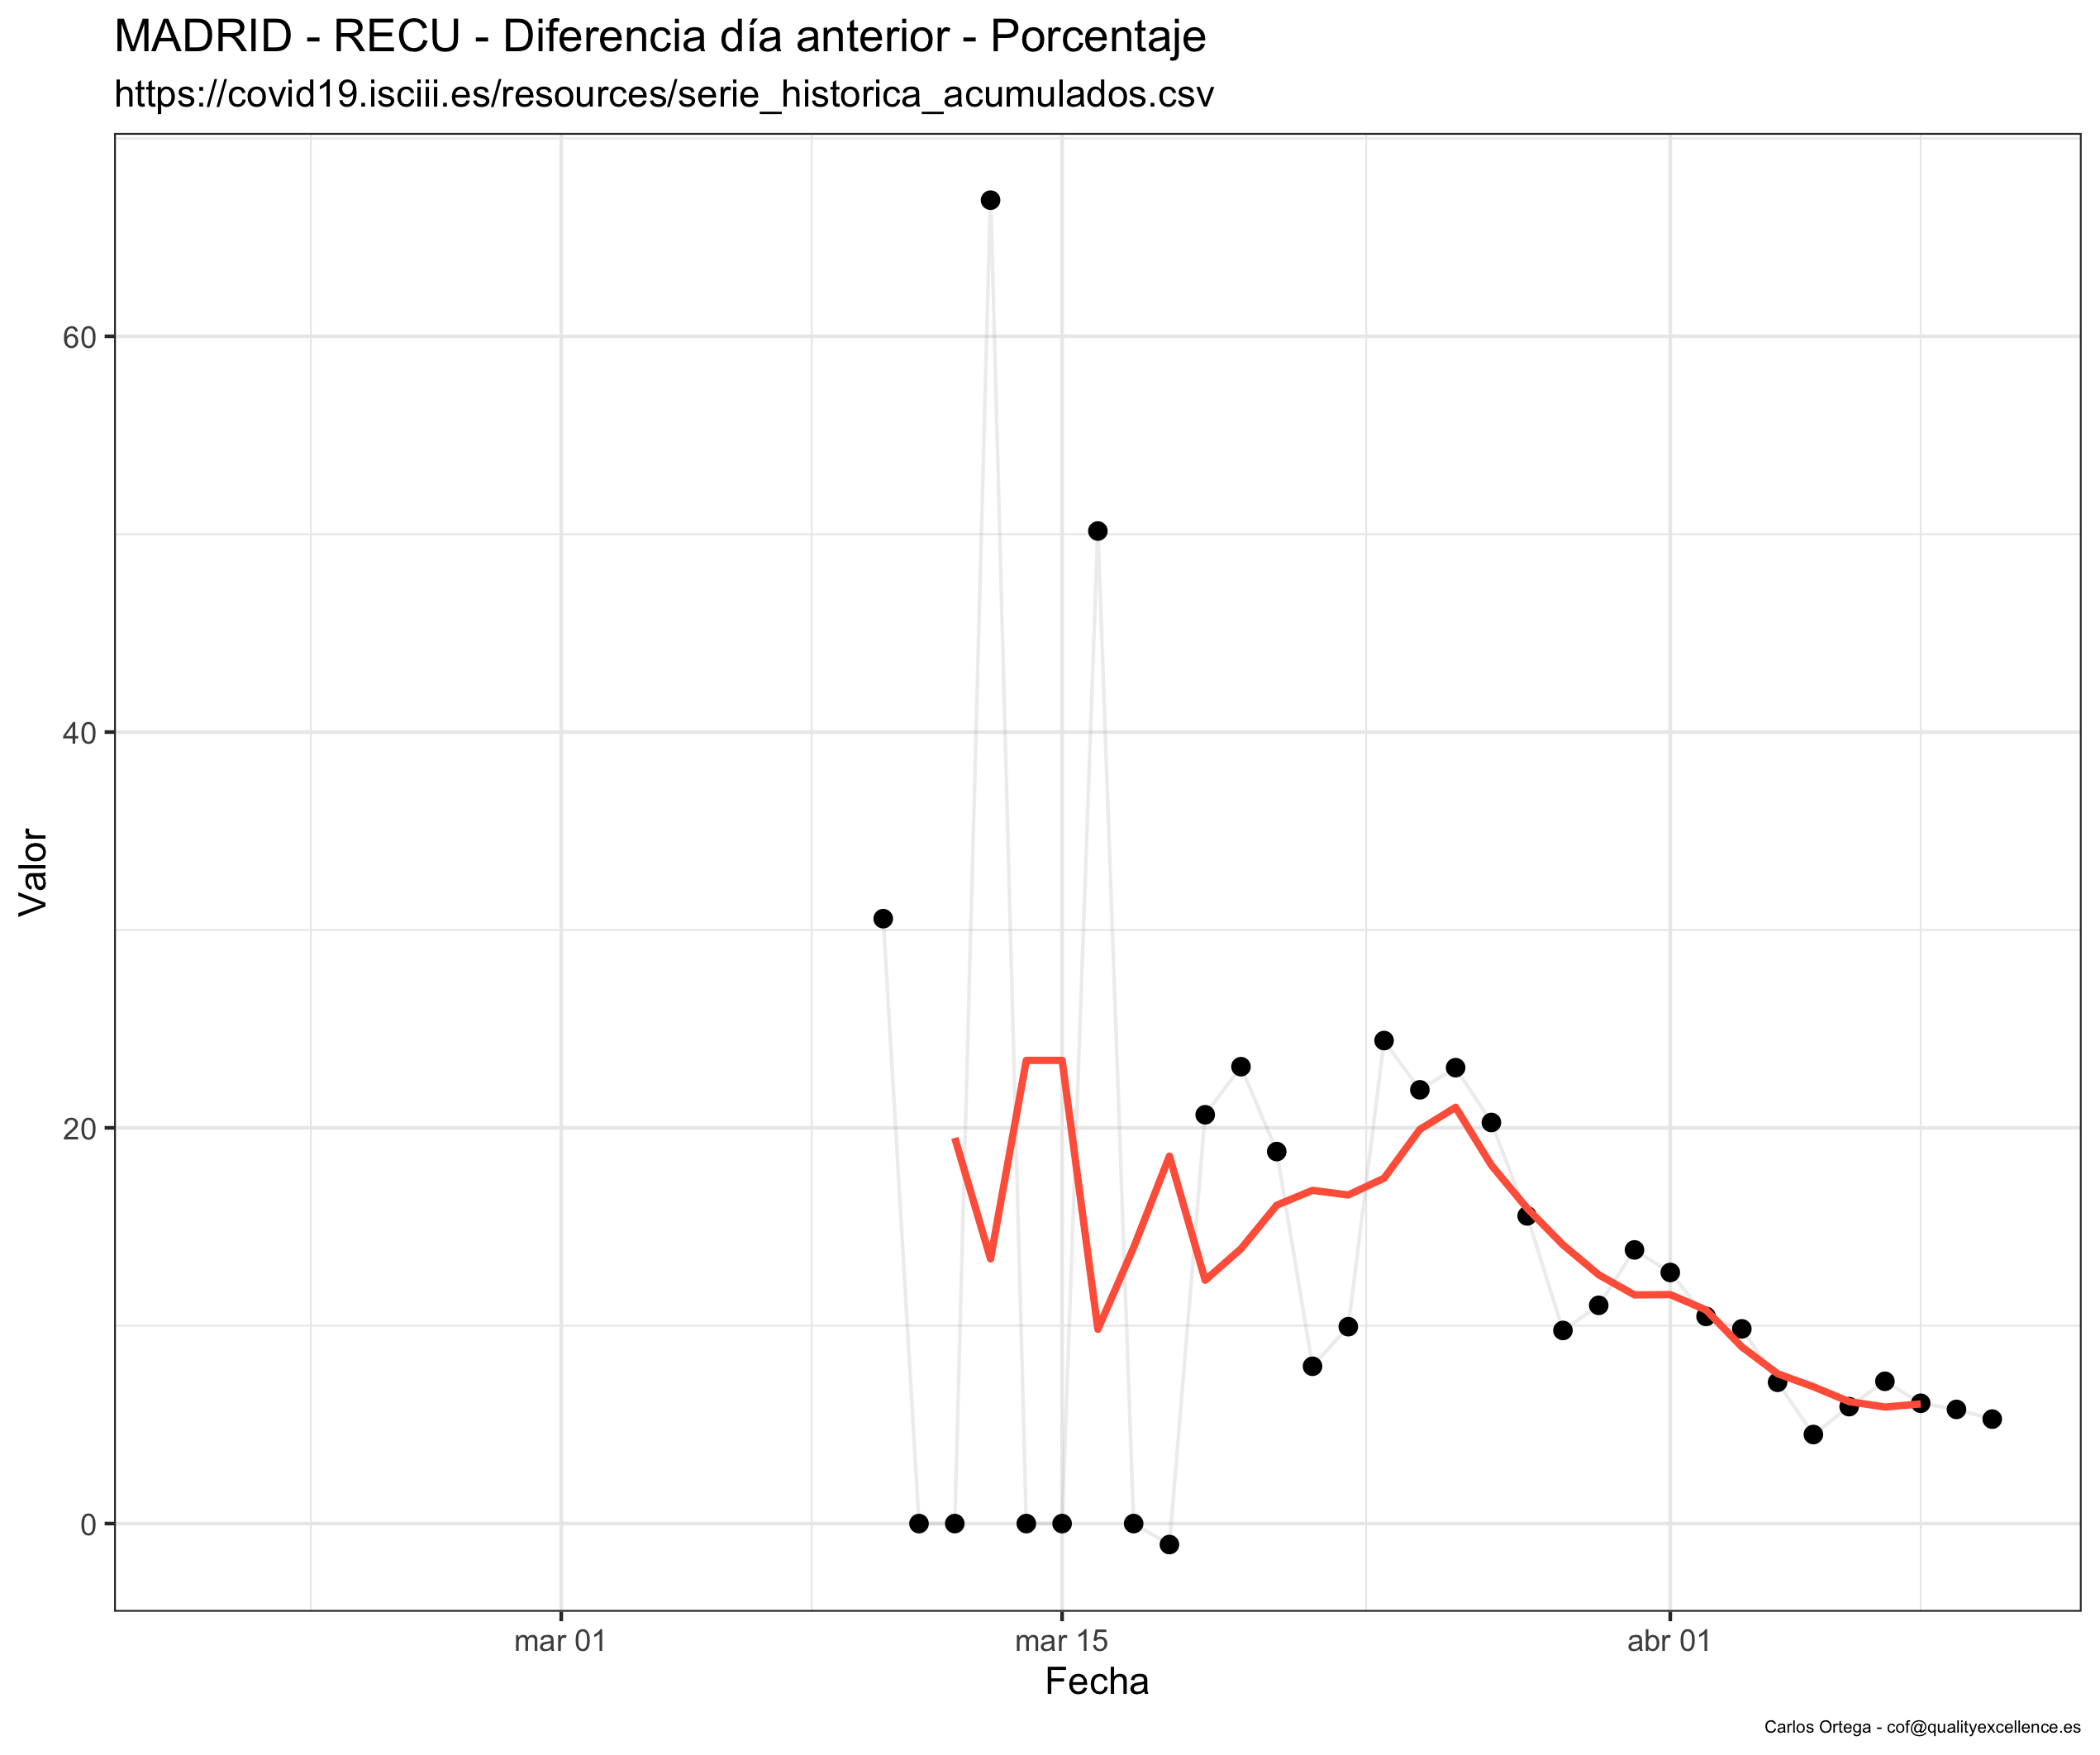 MADRID - RECU - Diferencia día anterior - Porcentaje
https://covid19.isciii.es/resources/serie_historica_acumulados.csv
60
40
20
0
Valor
mar 01
mar 15
abr 01
Fecha
Carlos Ortega - cof@qualityexcellence.es